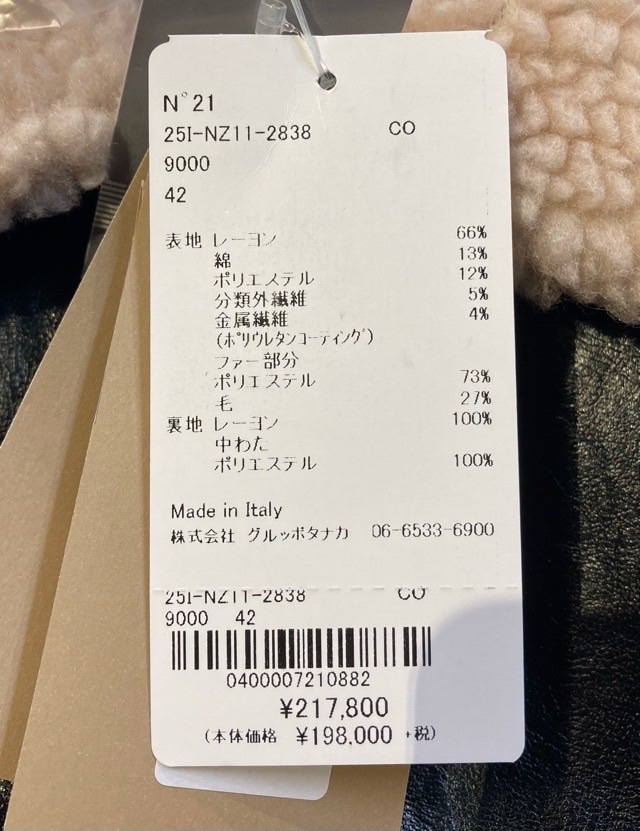 N°21
25I-NZ11-2838 CO
9000
42
表地 レーヨン 66%
綿 13%
ポリエステル 12%
分類外繊維 5%
金属繊維 4%
(ポリウレタンコーティング)
ファー部分
ポリエステル 73%
毛 27%
裏地 レーヨン 100%
中わた
ポリエステル 100%
Made in Italy
株式会社 グルッポタナカ 06-6533-6900
25I-NZ11-2838 CO
9000 42
0400007210882
¥217,800
(本体価格 ¥198,000 +税)